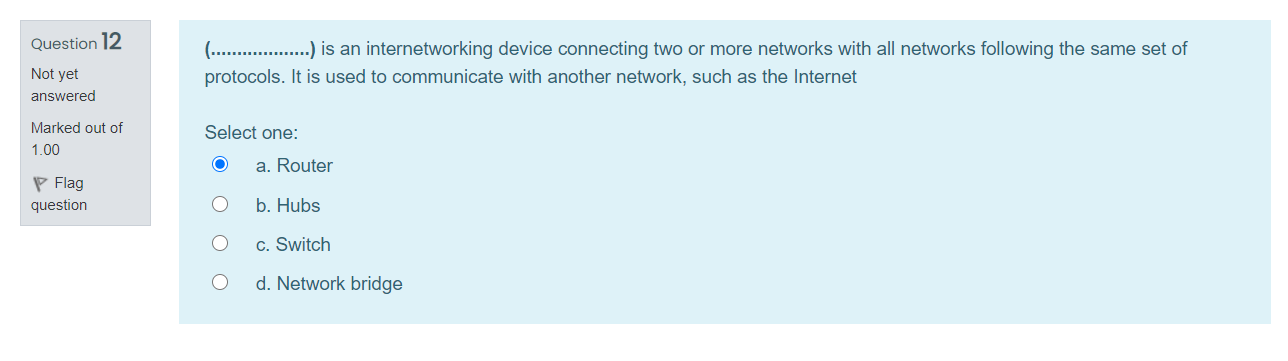 Question 12
Not yet
answered
Marked out of
1.00
Flag
question
(...................) is an internetworking device connecting two or more networks with all networks following the same set of
protocols. It is used to communicate with another network, such as the Internet
Select one:
a. Router
b. Hubs
c. Switch
d. Network bridge